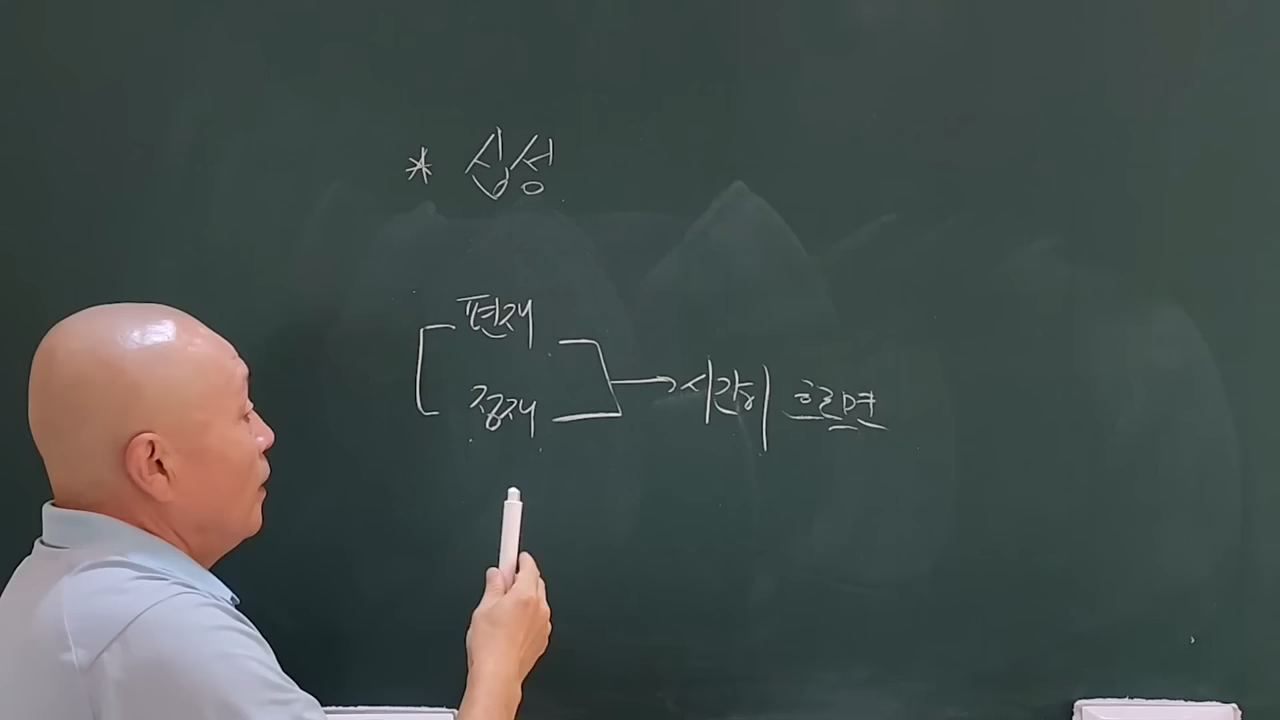 * 십성
편재
정재
시간이 흐르면